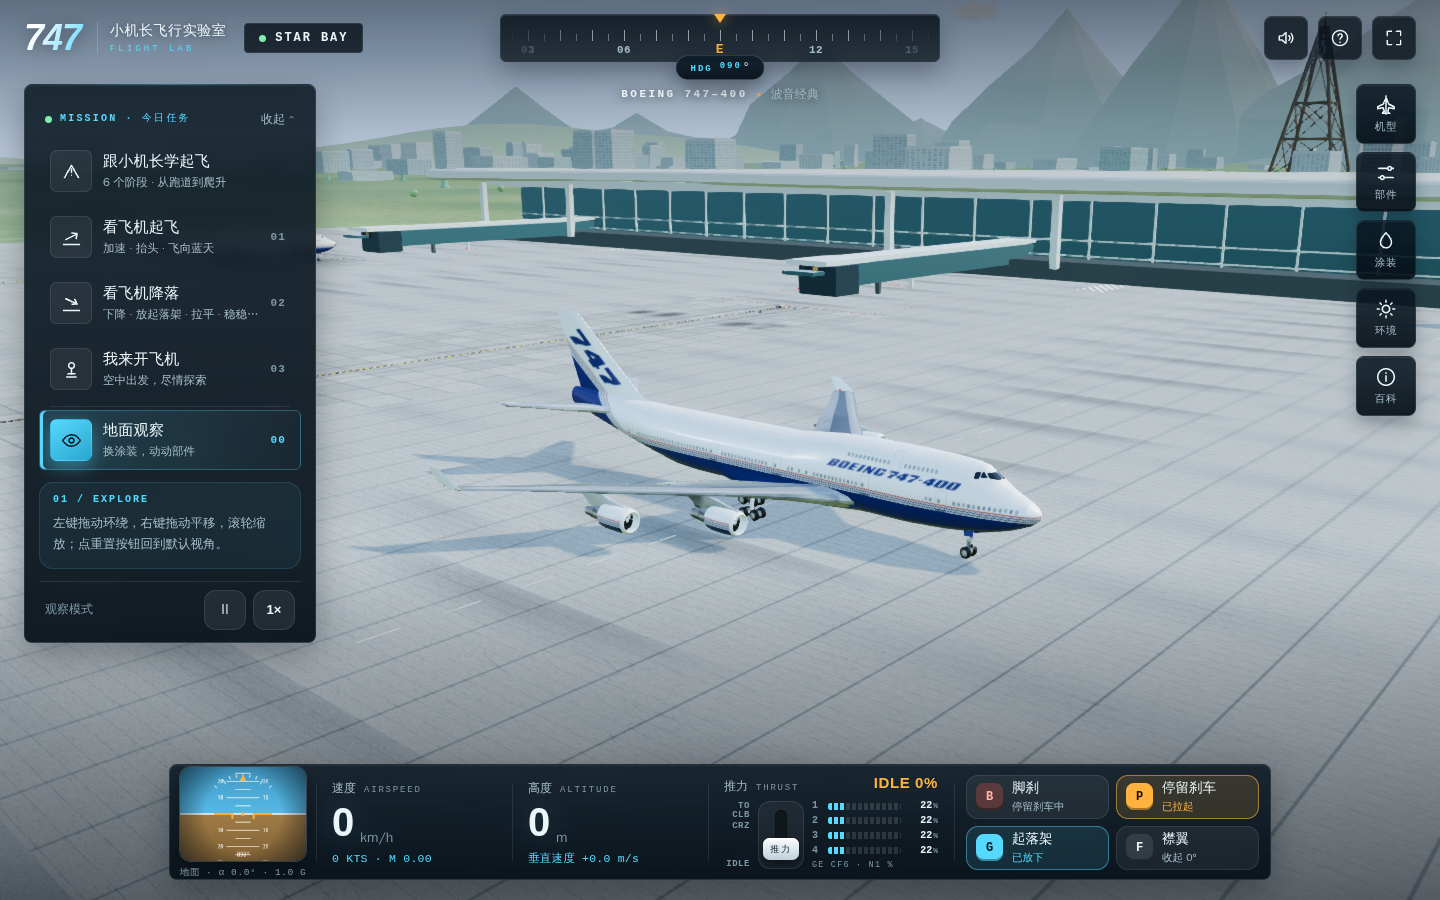 747
小机长飞行实验室
FLIGHT LAB
STAR BAY
03 06 E 12 15
HDG 090°
BOEING 747-400 • 波音经典
MISSION · 今日任务
收起
跟小机长学起飞
6 个阶段 · 从跑道到爬升
看飞机起飞
加速 · 抬头 · 飞向蓝天
01
看飞机降落
下降 · 放起落架 · 拉平 · 稳稳…
02
我来开飞机
空中出发，尽情探索
03
地面观察
换涂装，动动部件
00
01 / EXPLORE
左键拖动环绕，右键拖动平移，滚轮缩
放；点重置按钮回到默认视角。
观察模式
1×
机型
部件
涂装
环境
百科
747
BOEING 747-400
20 20
10 10
10 10
20 20
090°
地面 · α 0.0° · 1.0 G
速度 AIRSPEED
0 km/h
0 KTS · M 0.00
高度 ALTITUDE
0 m
垂直速度 +0.0 m/s
推力 THRUST
IDLE 0%
TO
CLB
CRZ
IDLE
推力
1 22%
2 22%
3 22%
4 22%
GE CF6 · N1 %
B 脚刹
停留刹车中
P 停留刹车
已拉起
G 起落架
已放下
F 襟翼
收起 0°